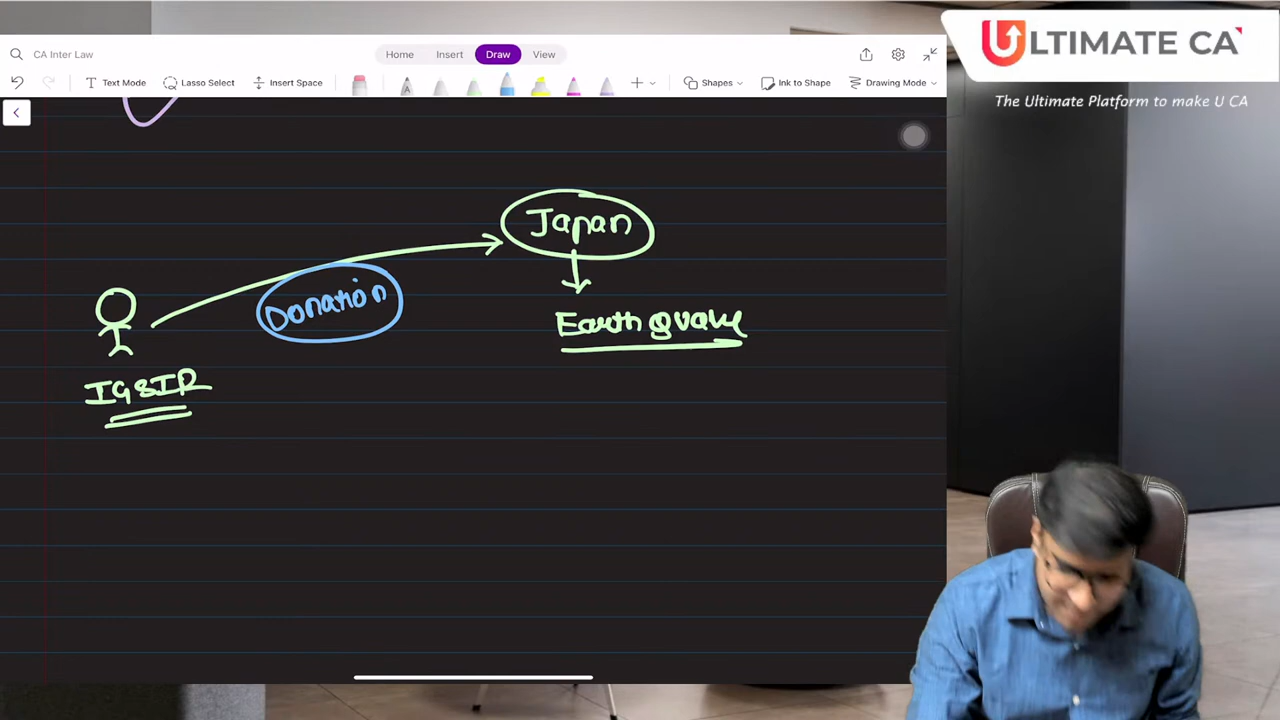 CA Inter Law
Home Insert Draw View
Text Mode Lasso Select Insert Space Shapes Ink to Shape Drawing Mode
ULTIMATE CA
The Ultimate Platform to make U CA
Japan
Donation
Earthquake
IGSIR